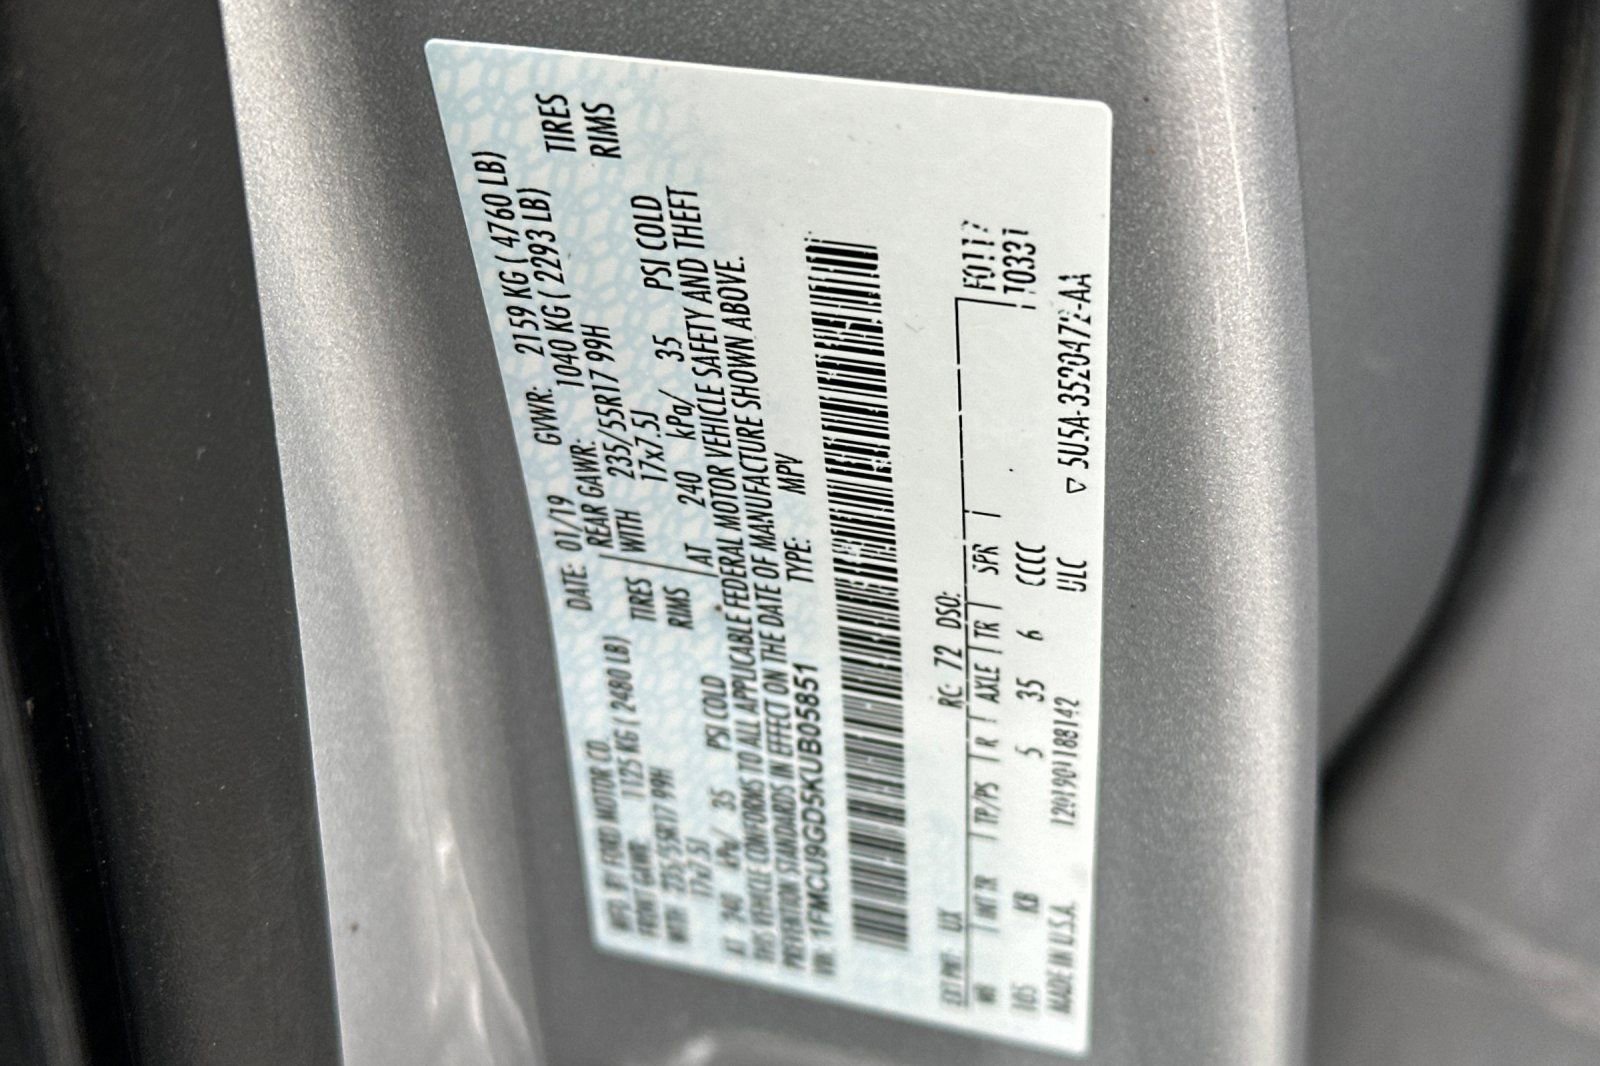 MFD. BY FORD MOTOR CO. DATE: 01/19 GVWR: 2159 KG ( 4760 LB)
FRONT GAWR: 1125 KG ( 2480 LB) REAR GAWR: 1040 KG ( 2293 LB)
WITH 235/55R17 99H TIRES WITH 235/55R17 99H TIRES
17x7.5J RIMS 17x7.5J RIMS
AT 240 kPa/ 35 PSI COLD AT 240 kPa/ 35 PSI COLD
THIS VEHICLE CONFORMS TO ALL APPLICABLE FEDERAL MOTOR VEHICLE SAFETY AND THEFT
PREVENTION STANDARDS IN EFFECT ON THE DATE OF MANUFACTURE SHOWN ABOVE.
VIN: 1FMCU9GD5KUB05851 TYPE: MPV
EXT PNT: UX RC: 72 DSO: F0117
WB INT TR TP/PS R AXLE TR SPR T0331
105 KB 5 35 6 CCCC
MADE IN U.S.A. 1201901188142 ULC ▽ 5U5A-3520472-AA